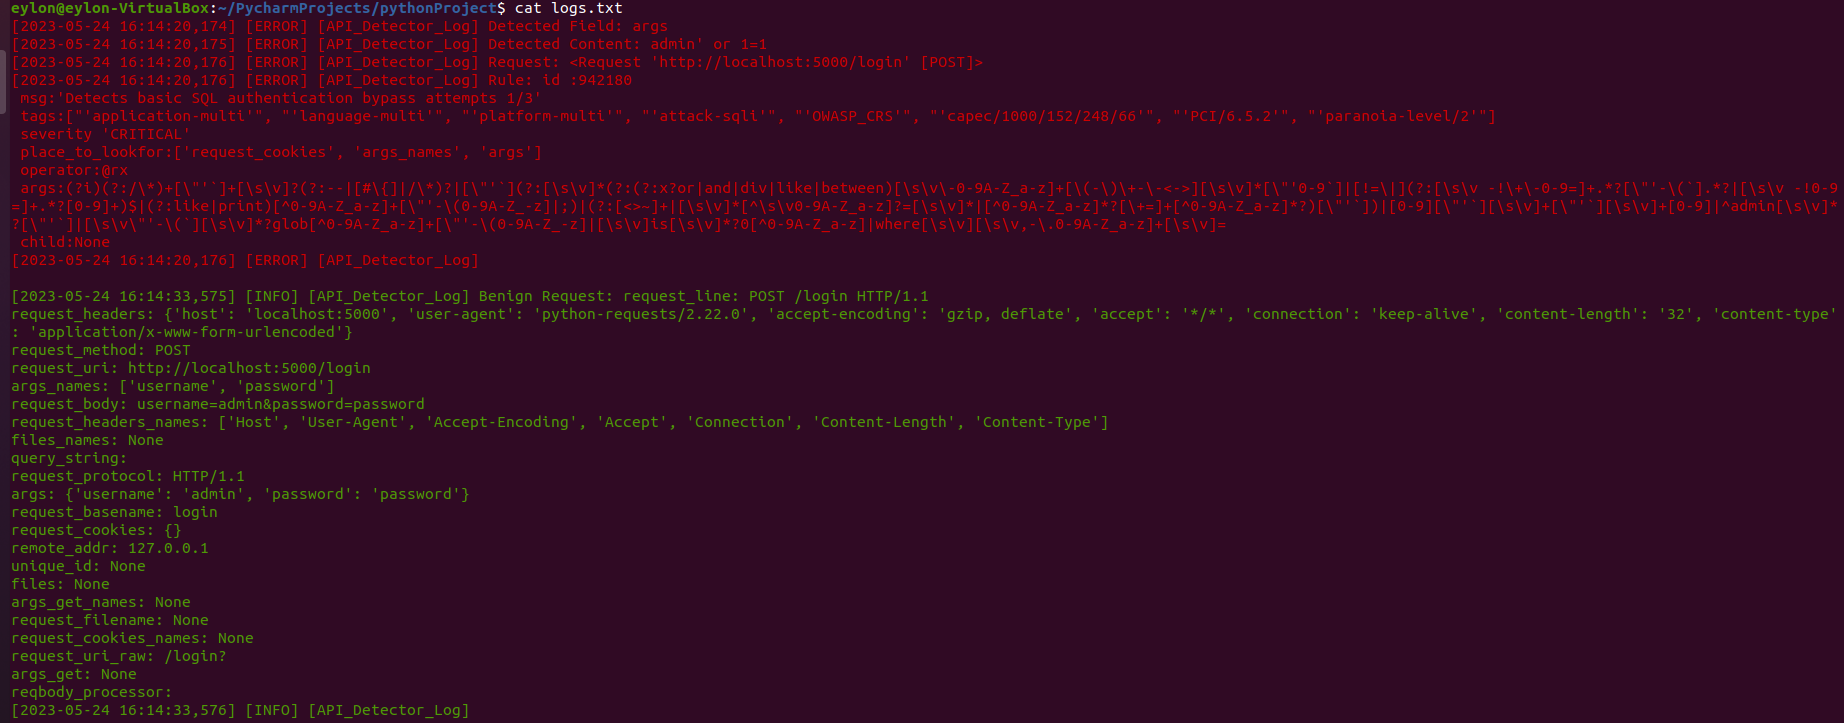 eylon@eylon-VirtualBox:~/PycharmProjects/pythonProject$ cat logs.txt
[2023-05-24 16:14:20,174] [ERROR] [API_Detector_Log] Detected Field: args
[2023-05-24 16:14:20,175] [ERROR] [API_Detector_Log] Detected Content: admin' or 1=1
[2023-05-24 16:14:20,176] [ERROR] [API_Detector_Log] Request: <Request 'http://localhost:5000/login' [POST]>
[2023-05-24 16:14:20,176] [ERROR] [API_Detector_Log] Rule: id :942180
 msg:'Detects basic SQL authentication bypass attempts 1/3'
 tags:["'application-multi'", "'language-multi'", "'platform-multi'", "'attack-sqli'", "'OWASP_CRS'", "'capec/1000/152/248/66'", "'PCI/6.5.2'", "'paranoia-level/2'"]
 severity 'CRITICAL'
 place_to_lookfor:['request_cookies', 'args_names', 'args']
 operator:@rx
 args:(?i)(?:/\*)+[\"'`]+[\s\v]?(?:--|[#\{]|/\*)?|[\"'`](?:[\s\v]*(?:(?:x?or|and|div|like|between)[\s\v\-0-9A-Z_a-z]+[\(-\)\+-\-<->][\s\v]*[\"'0-9`]|[!=\|](?:[\s\v -!\+\-0-9=]+.*?[\"'-\(`].*?|[\s\v -!0-9
=]+.*?[0-9]+)$|(?:like|print)[^0-9A-Z_a-z]+[\"'-\(0-9A-Z_-z]|;)|(?:[<>~]+|[\s\v]*[^\s\v0-9A-Z_a-z]?=[\s\v]*|[^0-9A-Z_a-z]*?[\+=]+[^0-9A-Z_a-z]*?)[\"'`])|[0-9][\"'`][\s\v]+[\"'`][\s\v]+[0-9]|^admin[\s\v]*
?[\"'`]|[\s\v\"'-\(`][\s\v]*?glob[^0-9A-Z_a-z]+[\"'-\(0-9A-Z_-z]|[\s\v]is[\s\v]*?0[^0-9A-Z_a-z]|where[\s\v][\s\v,-\.0-9A-Z_a-z]+[\s\v]=
 child:None
[2023-05-24 16:14:20,176] [ERROR] [API_Detector_Log]
[2023-05-24 16:14:33,575] [INFO] [API_Detector_Log] Benign Request: request_line: POST /login HTTP/1.1
request_headers: {'host': 'localhost:5000', 'user-agent': 'python-requests/2.22.0', 'accept-encoding': 'gzip, deflate', 'accept': '*/*', 'connection': 'keep-alive', 'content-length': '32', 'content-type'
: 'application/x-www-form-urlencoded'}
request_method: POST
request_uri: http://localhost:5000/login
args_names: ['username', 'password']
request_body: username=admin&password=password
request_headers_names: ['Host', 'User-Agent', 'Accept-Encoding', 'Accept', 'Connection', 'Content-Length', 'Content-Type']
files_names: None
query_string:
request_protocol: HTTP/1.1
args: {'username': 'admin', 'password': 'password'}
request_basename: login
request_cookies: {}
remote_addr: 127.0.0.1
unique_id: None
files: None
args_get_names: None
request_filename: None
request_cookies_names: None
request_uri_raw: /login?
args_get: None
reqbody_processor:
[2023-05-24 16:14:33,576] [INFO] [API_Detector_Log]